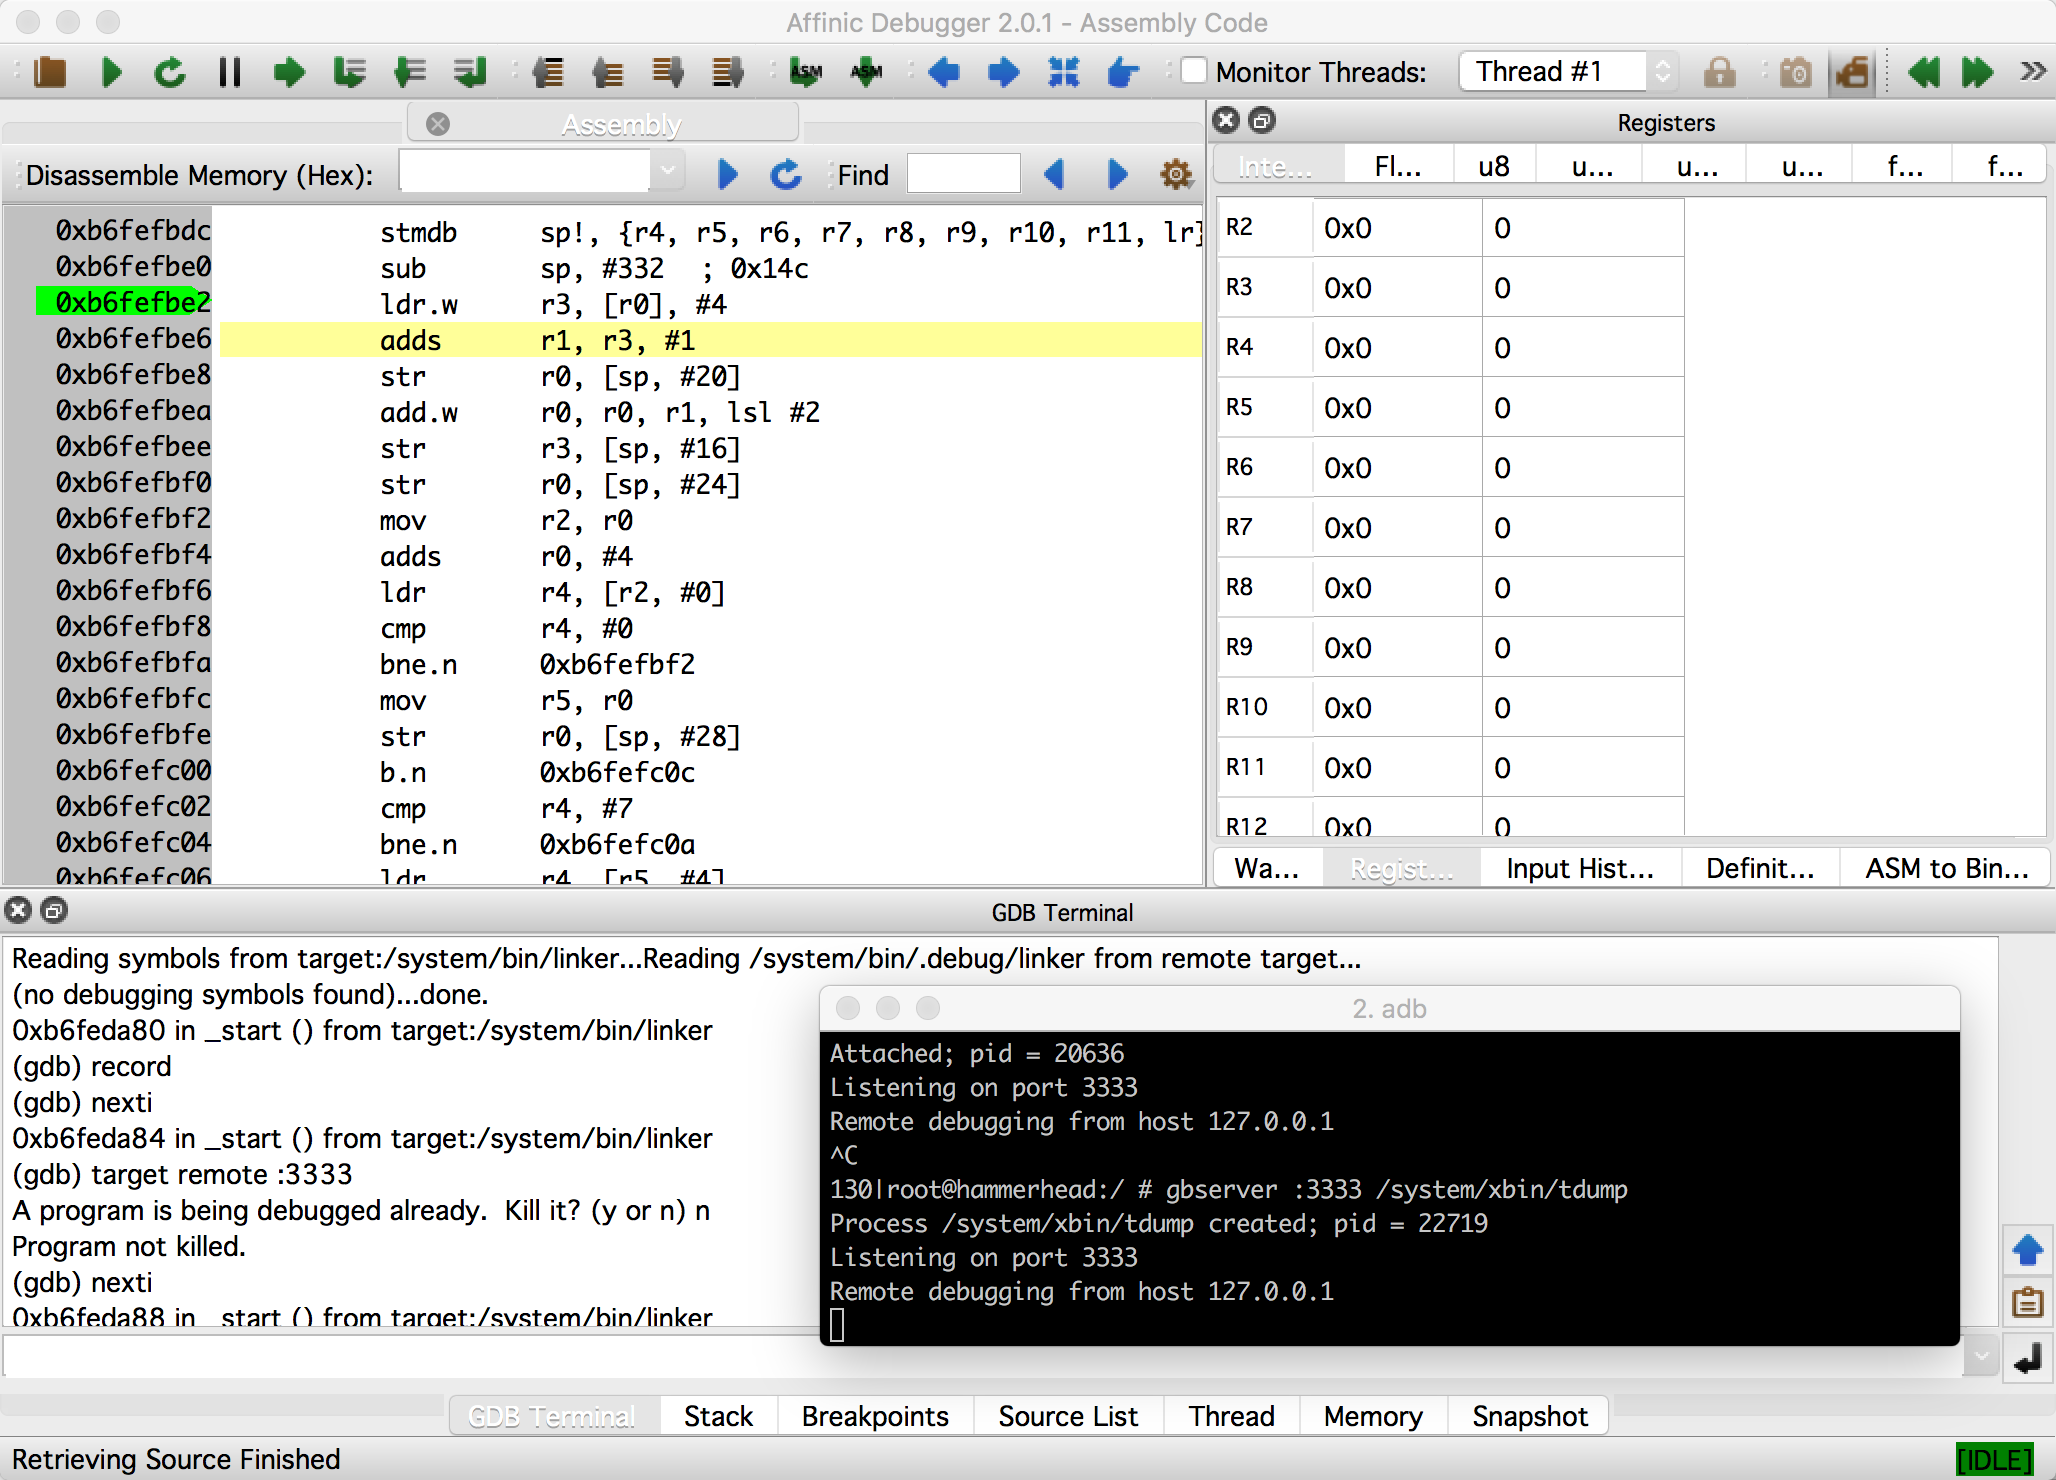 Affinic Debugger 2.0.1 - Assembly Code
ASM ASM Monitor Threads: Thread #1 »
Assembly
Disassemble Memory (Hex): Find
0xb6fefbdc stmdb sp!, {r4, r5, r6, r7, r8, r9, r10, r11, lr}
0xb6fefbe0 sub sp, #332 ; 0x14c
0xb6fefbe2 ldr.w r3, [r0], #4
0xb6fefbe6 adds r1, r3, #1
0xb6fefbe8 str r0, [sp, #20]
0xb6fefbea add.w r0, r0, r1, lsl #2
0xb6fefbee str r3, [sp, #16]
0xb6fefbf0 str r0, [sp, #24]
0xb6fefbf2 mov r2, r0
0xb6fefbf4 adds r0, #4
0xb6fefbf6 ldr r4, [r2, #0]
0xb6fefbf8 cmp r4, #0
0xb6fefbfa bne.n 0xb6fefbf2
0xb6fefbfc mov r5, r0
0xb6fefbfe str r0, [sp, #28]
0xb6fefc00 b.n 0xb6fefc0c
0xb6fefc02 cmp r4, #7
0xb6fefc04 bne.n 0xb6fefc0a
0xb6fefc06 ldr r4, [r5, #4]
Registers
Inte... Fl... u8 u... u... u... f... f...
R2 0x0 0
R3 0x0 0
R4 0x0 0
R5 0x0 0
R6 0x0 0
R7 0x0 0
R8 0x0 0
R9 0x0 0
R10 0x0 0
R11 0x0 0
R12 0x0 0
Wa... Regist... Input Hist... Definit... ASM to Bin...
GDB Terminal
Reading symbols from target:/system/bin/linker...Reading /system/bin/.debug/linker from remote target...
(no debugging symbols found)...done.
0xb6feda80 in _start () from target:/system/bin/linker
(gdb) record
(gdb) nexti
0xb6feda84 in _start () from target:/system/bin/linker
(gdb) target remote :3333
A program is being debugged already.  Kill it? (y or n) n
Program not killed.
(gdb) nexti
0xb6feda88 in _start () from target:/system/bin/linker
2. adb
Attached; pid = 20636
Listening on port 3333
Remote debugging from host 127.0.0.1
^C
130|root@hammerhead:/ # gbserver :3333 /system/xbin/tdump
Process /system/xbin/tdump created; pid = 22719
Listening on port 3333
Remote debugging from host 127.0.0.1
GDB Terminal Stack Breakpoints Source List Thread Memory Snapshot
Retrieving Source Finished [IDLE]